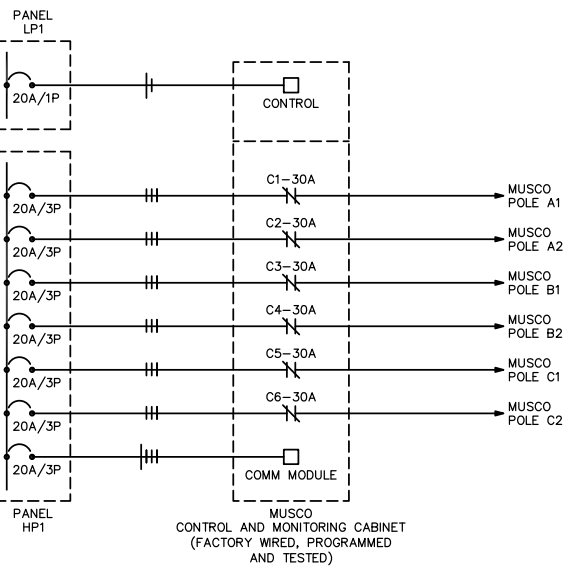 PANEL
LP1
20A/1P
CONTROL
C1-30A
20A/3P
MUSCO
POLE A1
C2-30A
20A/3P
MUSCO
POLE A2
C3-30A
20A/3P
MUSCO
POLE B1
C4-30A
20A/3P
MUSCO
POLE B2
C5-30A
20A/3P
MUSCO
POLE C1
C6-30A
20A/3P
MUSCO
POLE C2
20A/3P
COMM MODULE
PANEL
HP1
MUSCO
CONTROL AND MONITORING CABINET
(FACTORY WIRED, PROGRAMMED
AND TESTED)